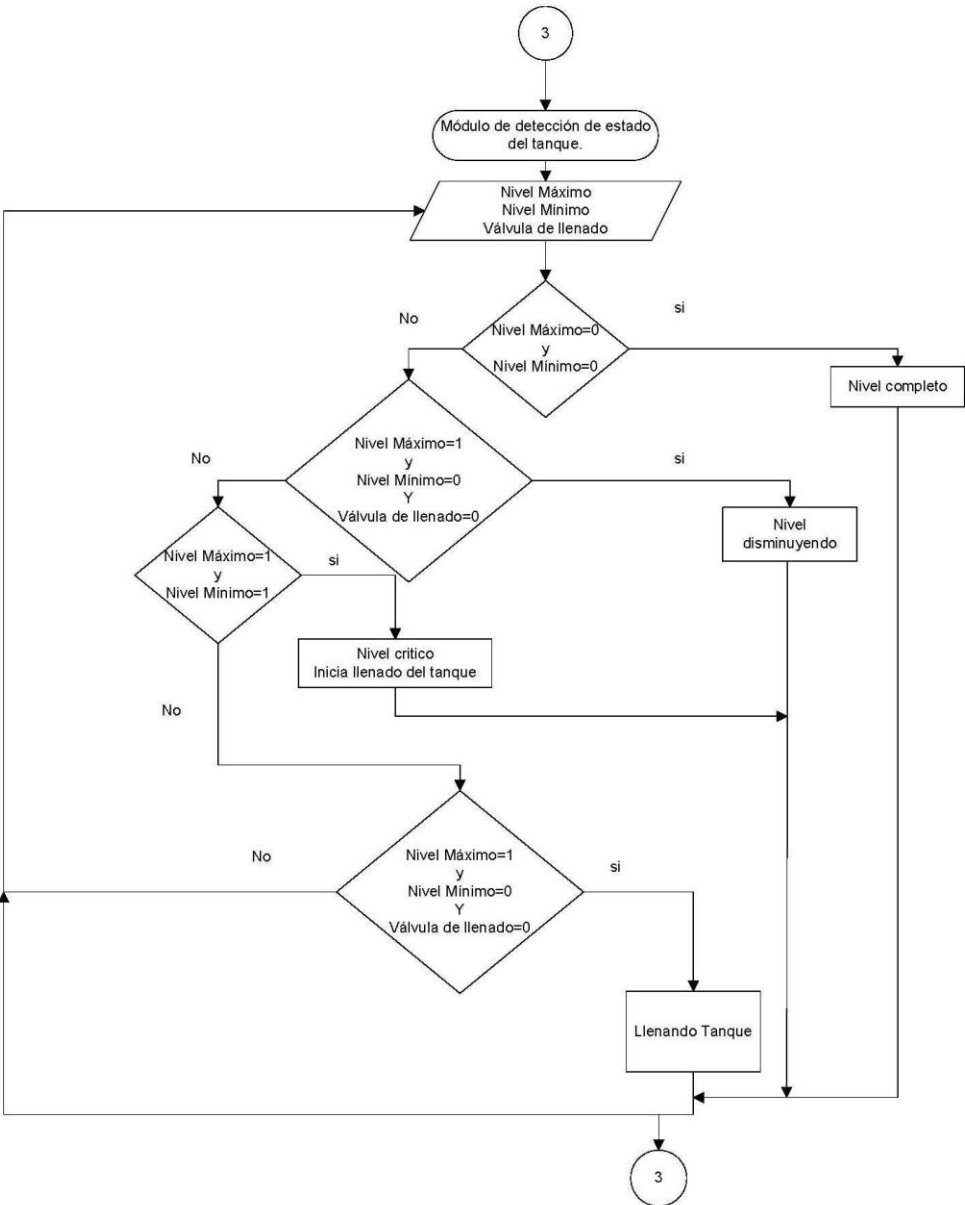 3
Módulo de detección de estado
del tanque.
Nivel Máximo
Nivel Mínimo
Válvula de llenado
No
si
Nivel Máximo=0
y
Nivel Mínimo=0
Nivel completo
No
si
Nivel Máximo=1
y
Nivel Mínimo=0
Y
Válvula de llenado=0
Nivel
disminuyendo
Nivel Máximo=1
y
Nivel Mínimo=1
si
Nivel critico
Inicia llenado del tanque
No
No
si
Nivel Máximo=1
y
Nivel Mínimo=0
Y
Válvula de llenado=0
Llenando Tanque
3